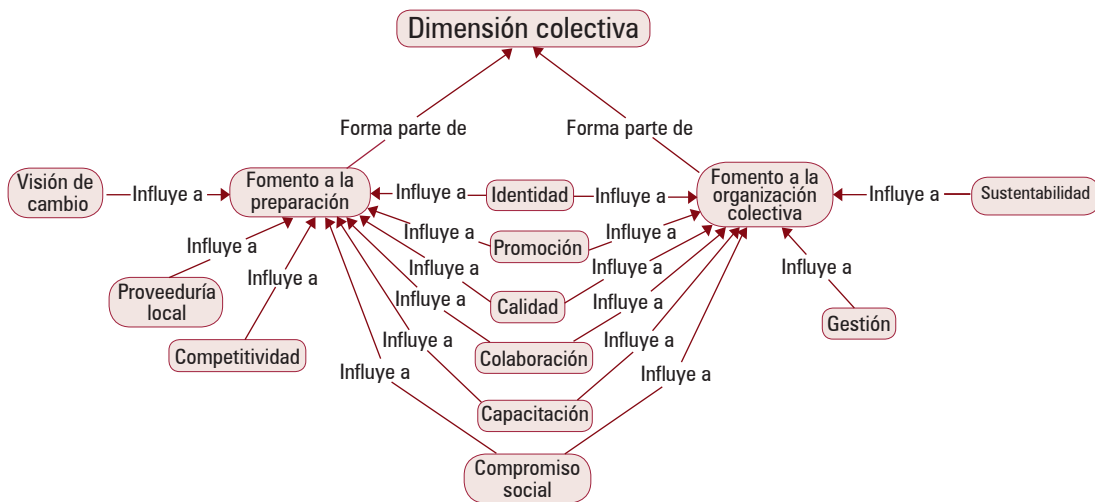 Dimensión colectiva
Forma parte de
Forma parte de
Visión de
cambio
Influye a
Fomento a la
preparación
Influye a
Identidad
Influye a
Fomento a la
organización
colectiva
Influye a
Sustentabilidad
Influye a
Promoción
Influye a
Influye a
Proveeduría
local
Influye a
Influye a
Calidad
Influye a
Influye a
Gestión
Competitividad
Influye a
Colaboración
Influye a
Influye a
Capacitación
Influye a
Influye a
Compromiso
social
Influye a